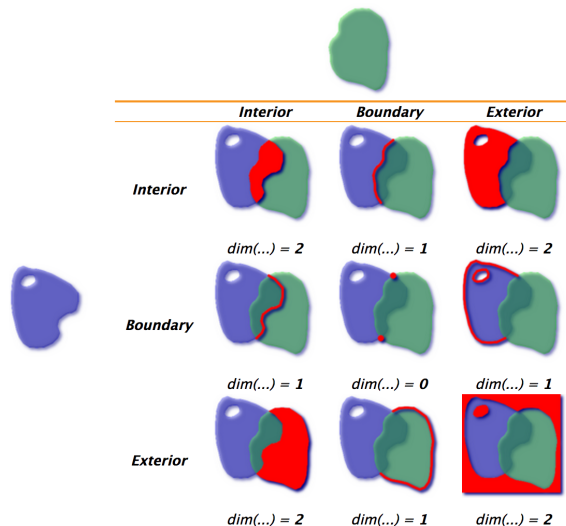 Interior Boundary Exterior
Interior
dim(...) = 2 dim(...) = 1 dim(...) = 2
Boundary
dim(...) = 1 dim(...) = 0 dim(...) = 1
Exterior
dim(...) = 2 dim(...) = 1 dim(...) = 2